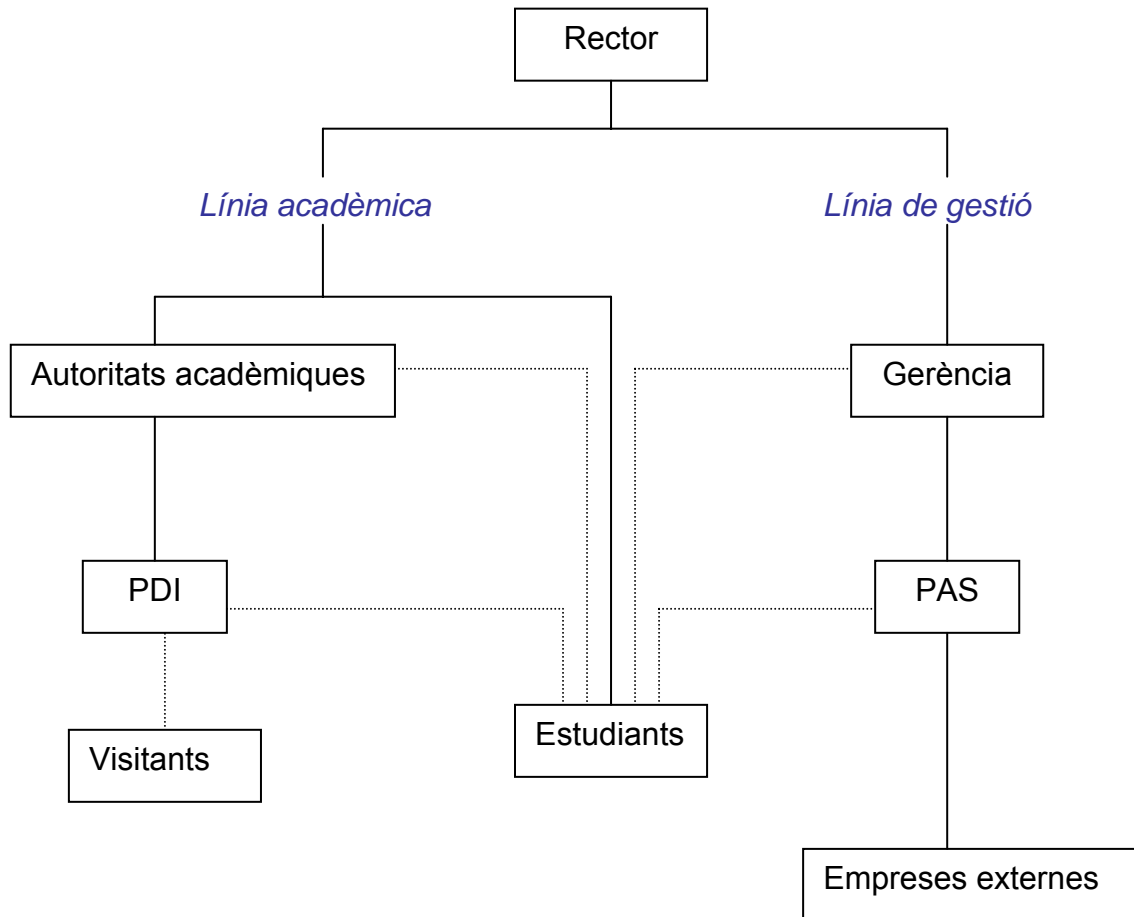 Rector
Línia acadèmica
Línia de gestió
Autoritats acadèmiques
Gerència
PDI
PAS
Estudiants
Visitants
Empreses externes